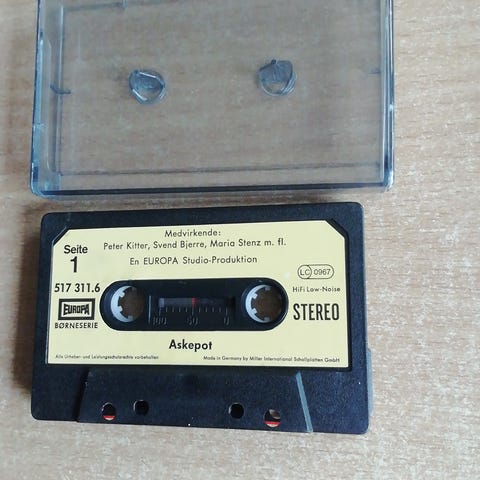 Medvirkende:
Peter Kitter, Svend Bjerre, Maria Stenz m. fl.
En EUROPA Studio-Produktion
Seite
1
517 311.6
EUROPA
BØRNESERIE
LC 0967
HiFi Low-Noise
STEREO
100 50 0
Askepot
Alle Urheber- und Leistungsschutzrechte vorbehalten
Made in Germany by Miller International Schallplatten GmbH